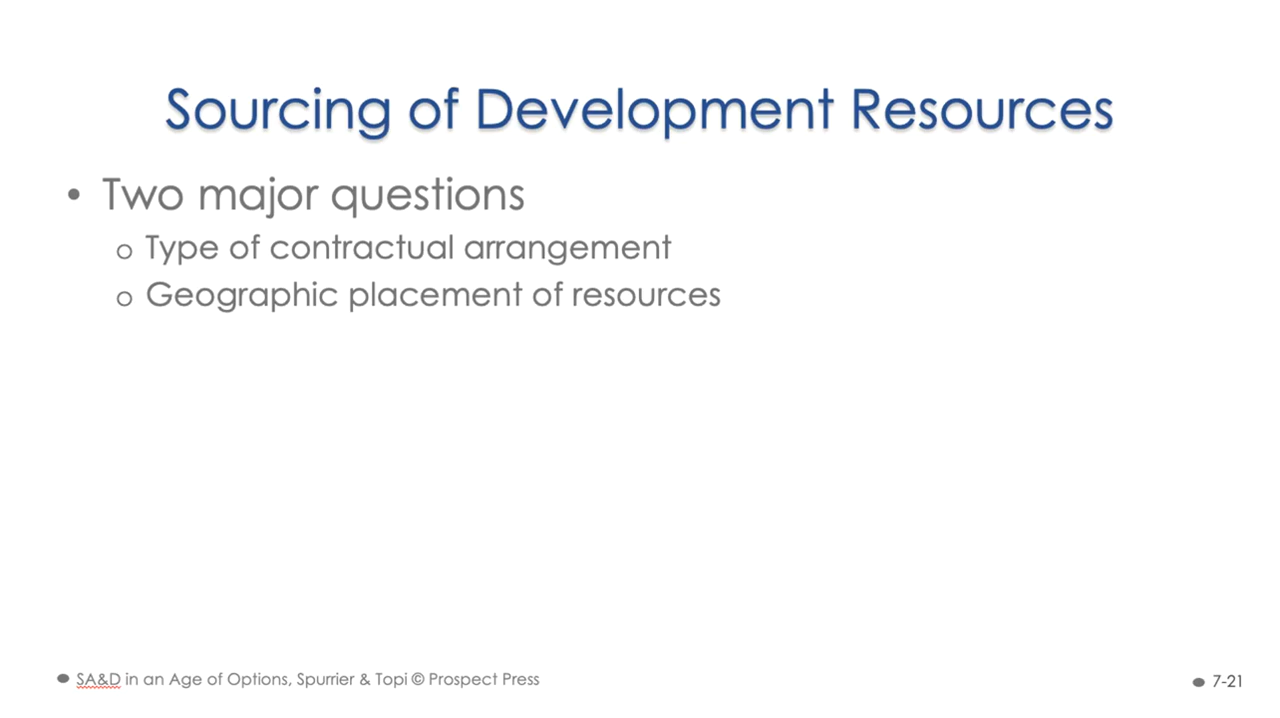 Sourcing of Development Resources
• Two major questions
o Type of contractual arrangement
o Geographic placement of resources
SA&D in an Age of Options, Spurrier & Topi © Prospect Press
7-21